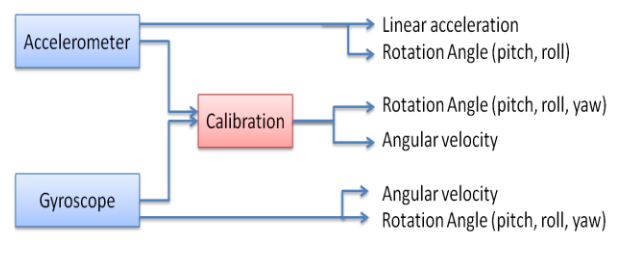 Accelerometer
Linear acceleration
Rotation Angle (pitch, roll)
Calibration
Rotation Angle (pitch, roll, yaw)
Angular velocity
Gyroscope
Angular velocity
Rotation Angle (pitch, roll, yaw)